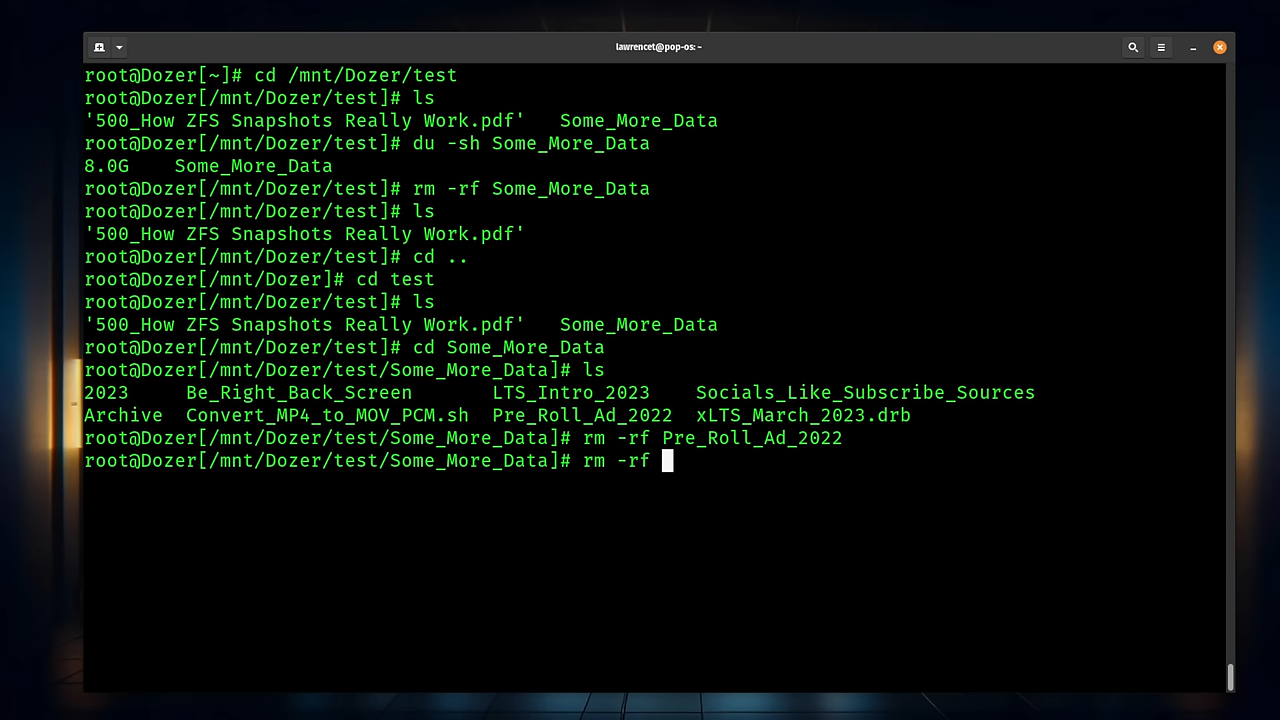 lawrencet@pop-os: ~
root@Dozer[~]# cd /mnt/Dozer/test
root@Dozer[/mnt/Dozer/test]# ls
'500_How ZFS Snapshots Really Work.pdf'   Some_More_Data
root@Dozer[/mnt/Dozer/test]# du -sh Some_More_Data
8.0G    Some_More_Data
root@Dozer[/mnt/Dozer/test]# rm -rf Some_More_Data
root@Dozer[/mnt/Dozer/test]# ls
'500_How ZFS Snapshots Really Work.pdf'
root@Dozer[/mnt/Dozer/test]# cd ..
root@Dozer[/mnt/Dozer]# cd test
root@Dozer[/mnt/Dozer/test]# ls
'500_How ZFS Snapshots Really Work.pdf'   Some_More_Data
root@Dozer[/mnt/Dozer/test]# cd Some_More_Data
root@Dozer[/mnt/Dozer/test/Some_More_Data]# ls
2023     Be_Right_Back_Screen       LTS_Intro_2023    Socials_Like_Subscribe_Sources
Archive  Convert_MP4_to_MOV_PCM.sh  Pre_Roll_Ad_2022  xLTS_March_2023.drb
root@Dozer[/mnt/Dozer/test/Some_More_Data]# rm -rf Pre_Roll_Ad_2022
root@Dozer[/mnt/Dozer/test/Some_More_Data]# rm -rf